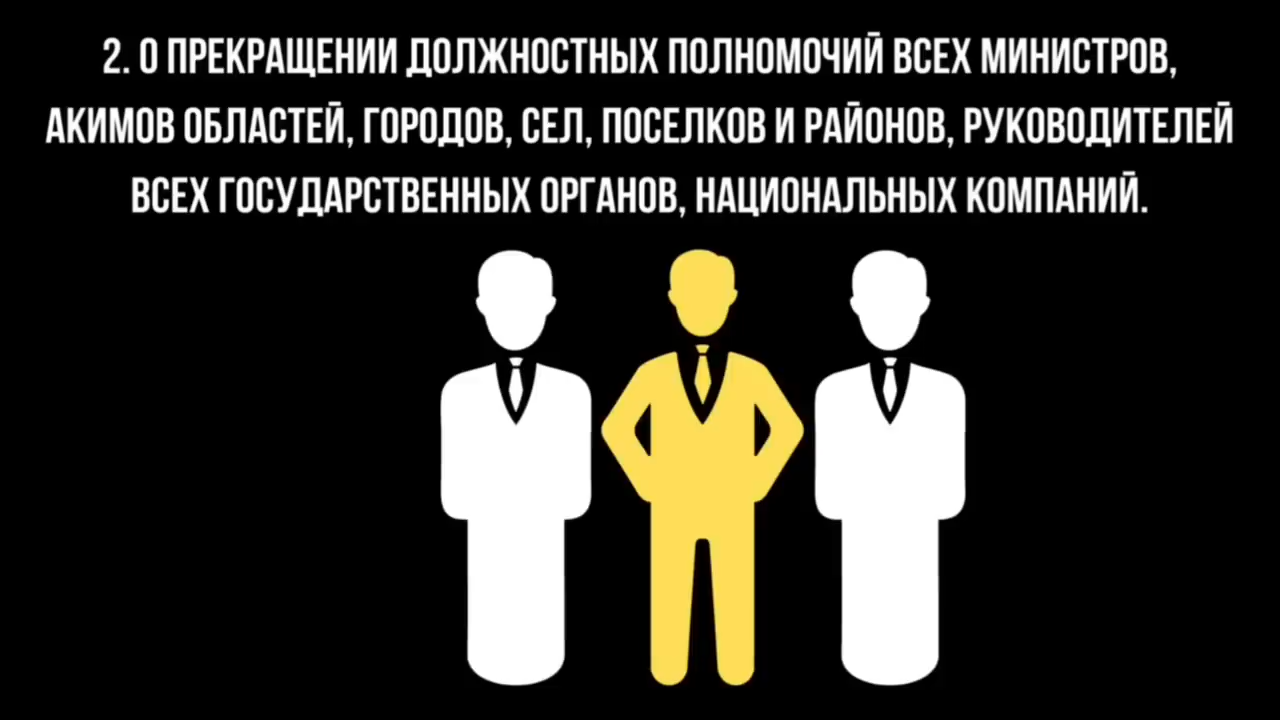 2. О ПРЕКРАЩЕНИИ ДОЛЖНОСТНЫХ ПОЛНОМОЧИЙ ВСЕХ МИНИСТРОВ,
АКИМОВ ОБЛАСТЕЙ, ГОРОДОВ, СЕЛ, ПОСЕЛКОВ И РАЙОНОВ, РУКОВОДИТЕЛЕЙ
ВСЕХ ГОСУДАРСТВЕННЫХ ОРГАНОВ, НАЦИОНАЛЬНЫХ КОМПАНИЙ.